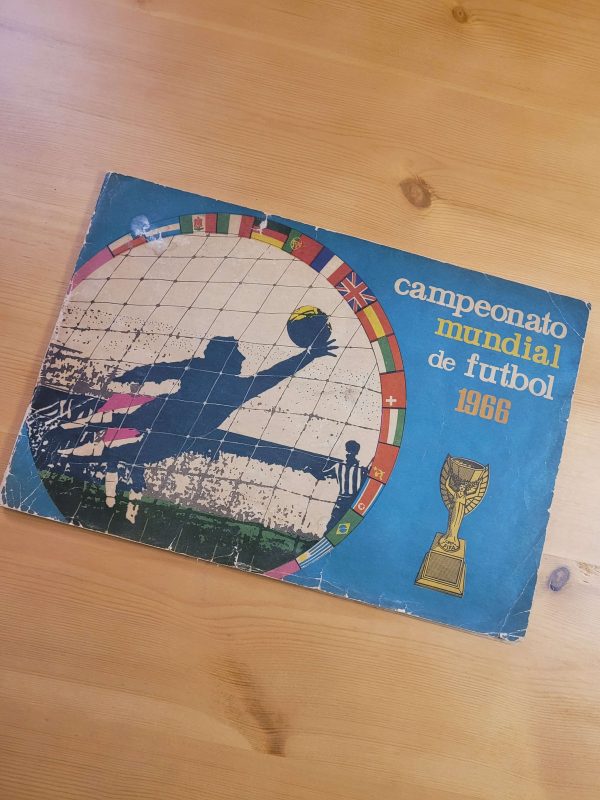 campeonato
mundial
de futbol
1966